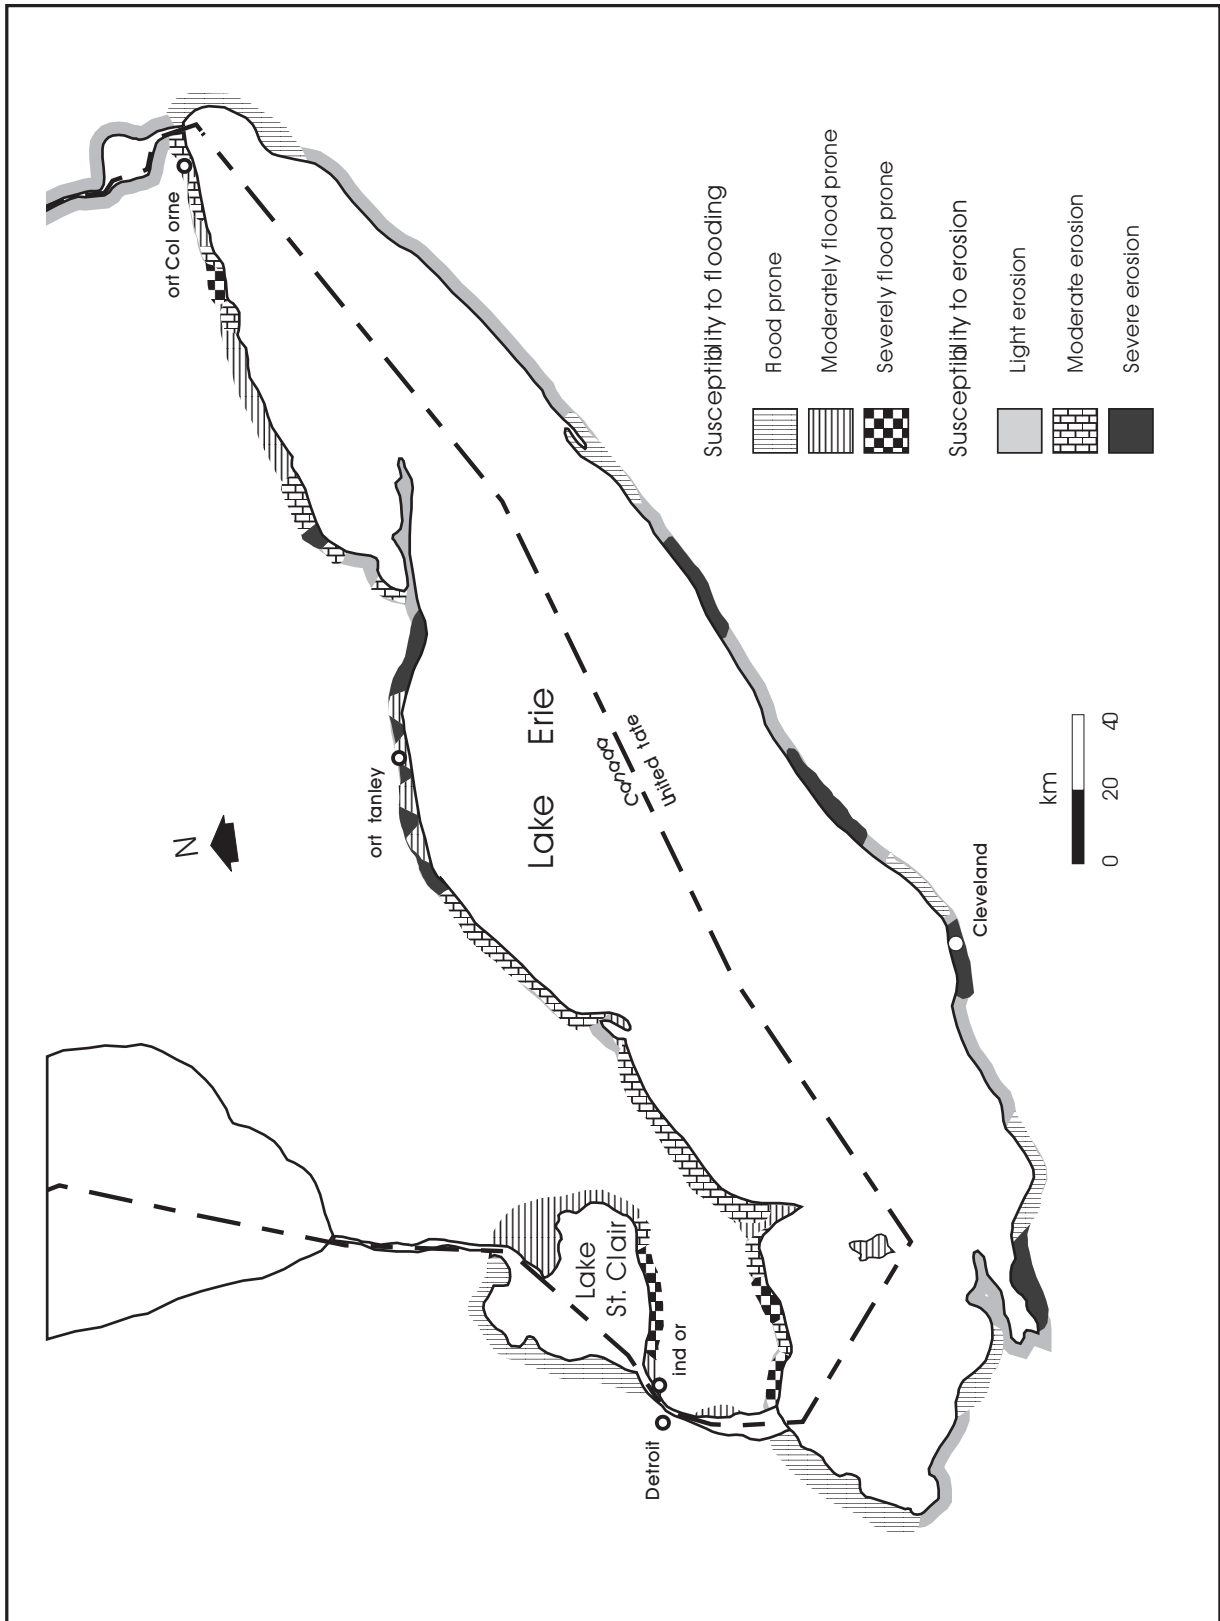 ort Col orne
N
ort tanley
Lake Erie
Canada
United tate
Lake
St. Clair
ind or
Detroit
Cleveland
km
0 20 40
Susceptibility to flooding
Flood prone
Moderately flood prone
Severely flood prone
Susceptibility to erosion
Light erosion
Moderate erosion
Severe erosion